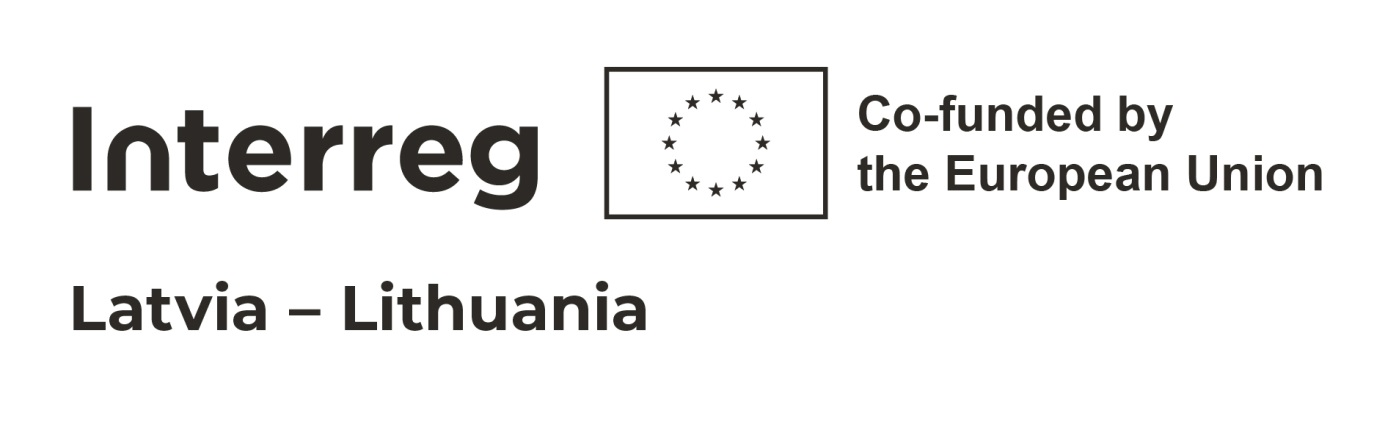 Interreg
Co-funded by
the European Union
Latvia – Lithuania